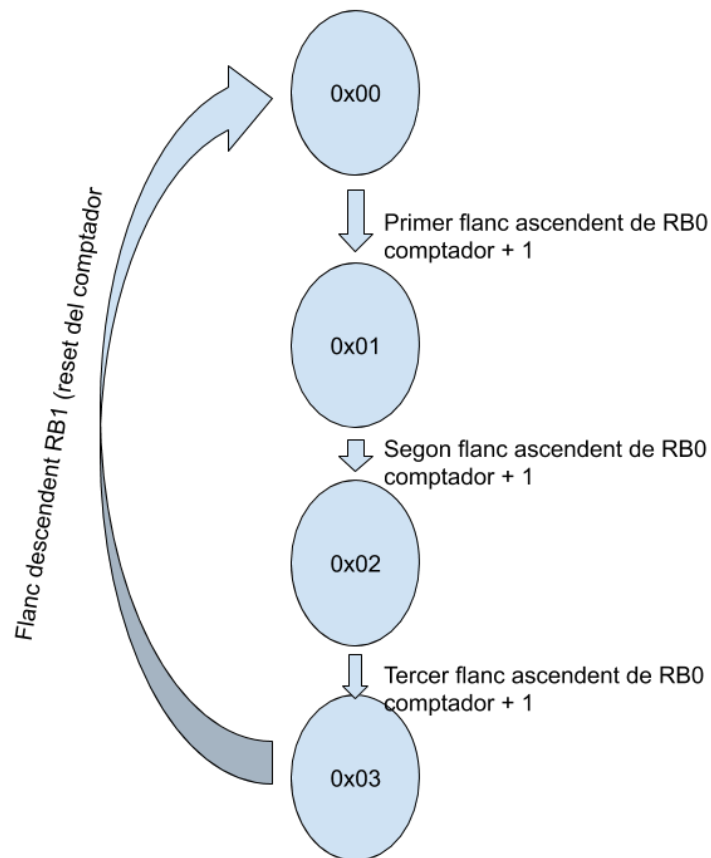 0x00
Primer flanc ascendent de RB0
comptador + 1
0x01
Segon flanc ascendent de RB0
comptador + 1
0x02
Tercer flanc ascendent de RB0
comptador + 1
0x03
Flanc descendent RB1 (reset del comptador